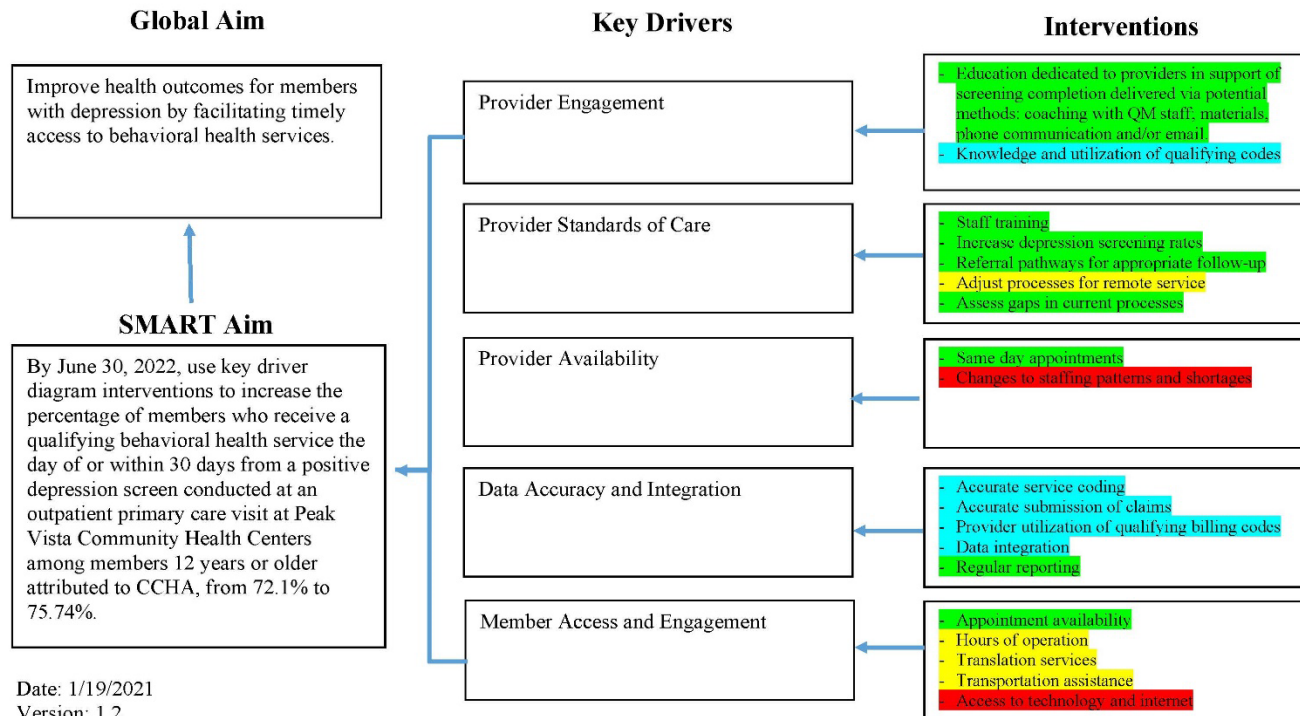 Global Aim
Improve health outcomes for members
with depression by facilitating timely
access to behavioral health services.
SMART Aim
By June 30, 2022, use key driver
diagram interventions to increase the
percentage of members who receive a
qualifying behavioral health service the
day of or within 30 days from a positive
depression screen conducted at an
outpatient primary care visit at Peak
Vista Community Health Centers
among members 12 years or older
attributed to CCHA, from 72.1% to
75.74%.
Date: 1/19/2021
Version: 1.2
Key Drivers
Provider Engagement
Provider Standards of Care
Provider Availability
Data Accuracy and Integration
Member Access and Engagement
Interventions
- Education dedicated to providers in support of
screening completion delivered via potential
methods: coaching with QM staff; materials,
phone communication and/or email.
- Knowledge and utilization of qualifying codes
- Staff training
- Increase depression screening rates
- Referral pathways for appropriate follow-up
- Adjust processes for remote service
- Assess gaps in current processes
- Same day appointments
- Changes to staffing patterns and shortages
- Accurate service coding
- Accurate submission of claims
- Provider utilization of qualifying billing codes
- Data integration
- Regular reporting
- Appointment availability
- Hours of operation
- Translation services
- Transportation assistance
- Access to technology and internet